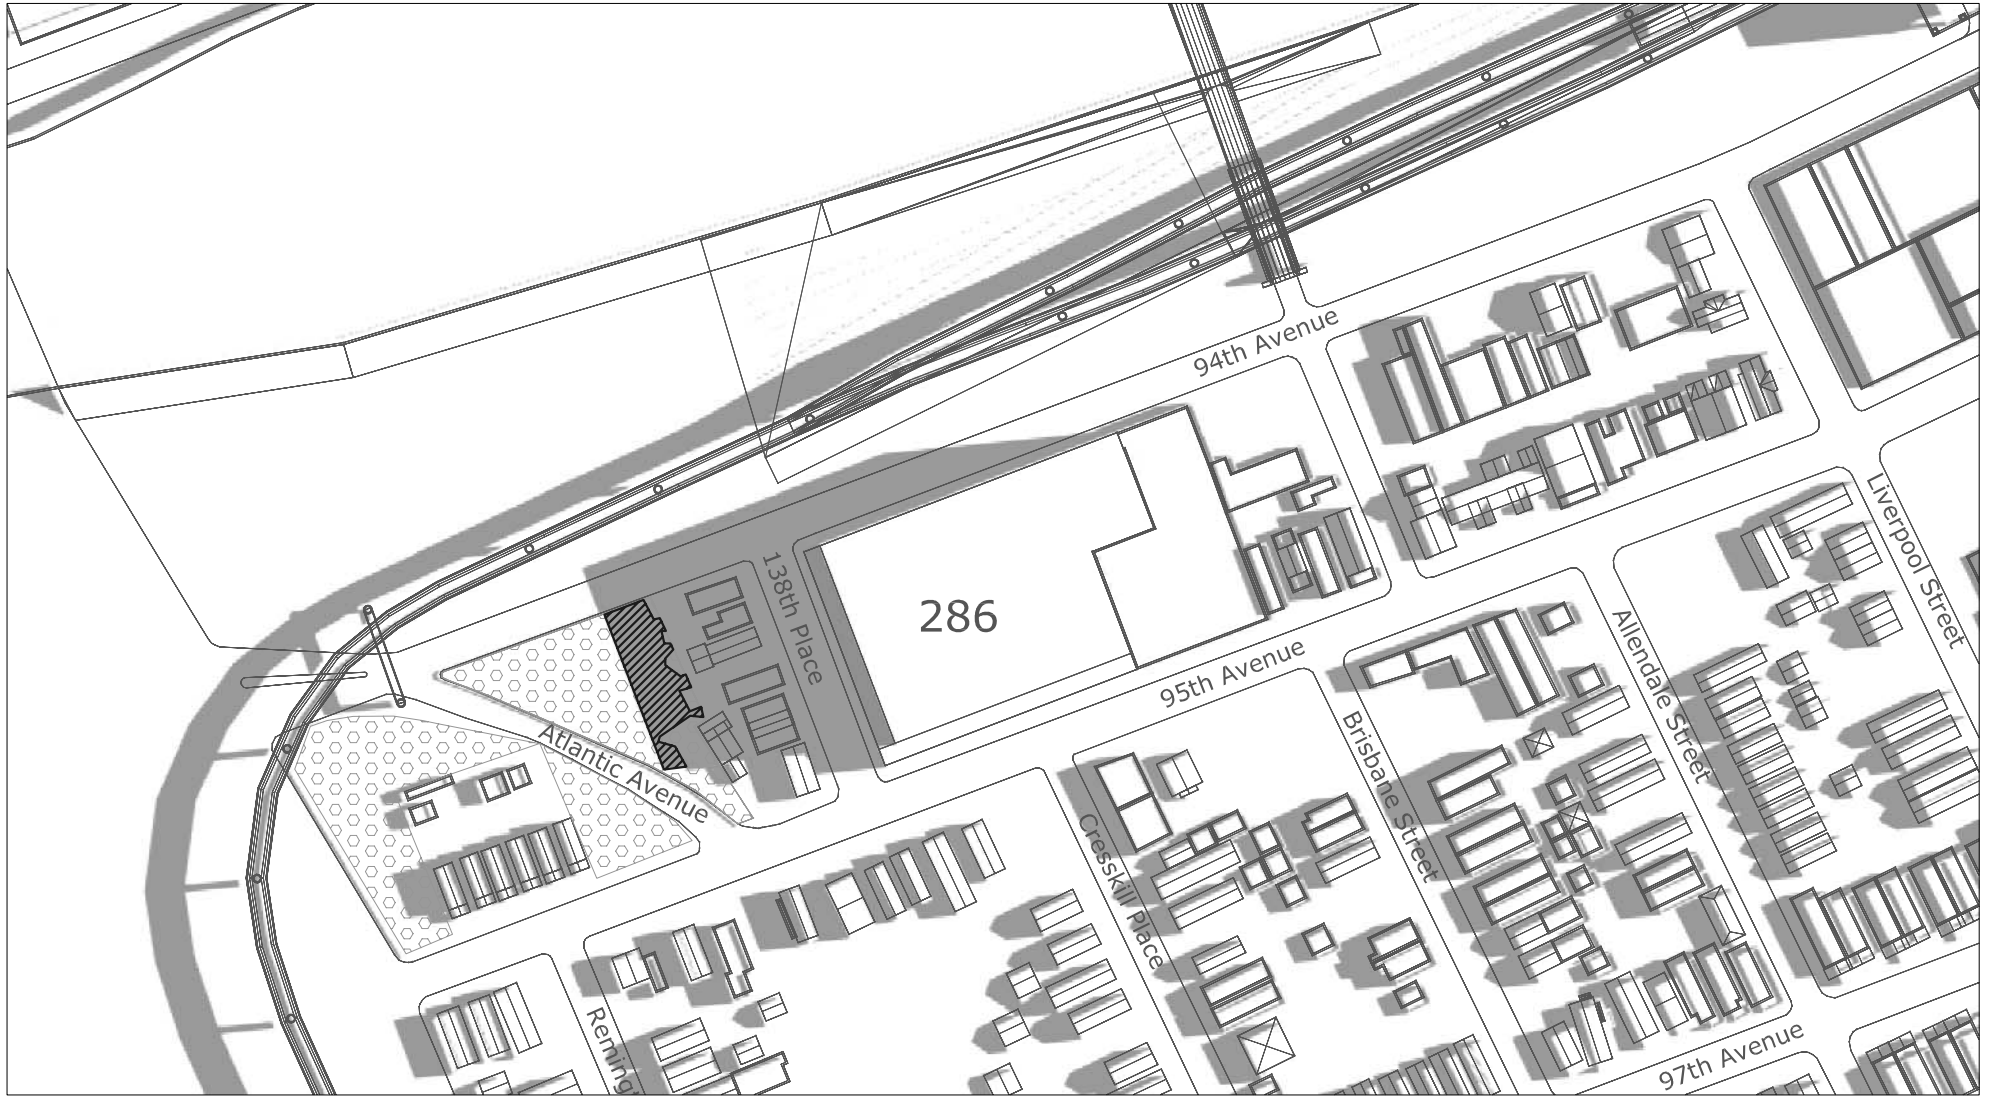 94th Avenue
138th Place
286
Liverpool Street
95th Avenue
Allendale Street
Atlantic Avenue
Brisbane Street
Cresskill Place
Remingt
97th Avenue